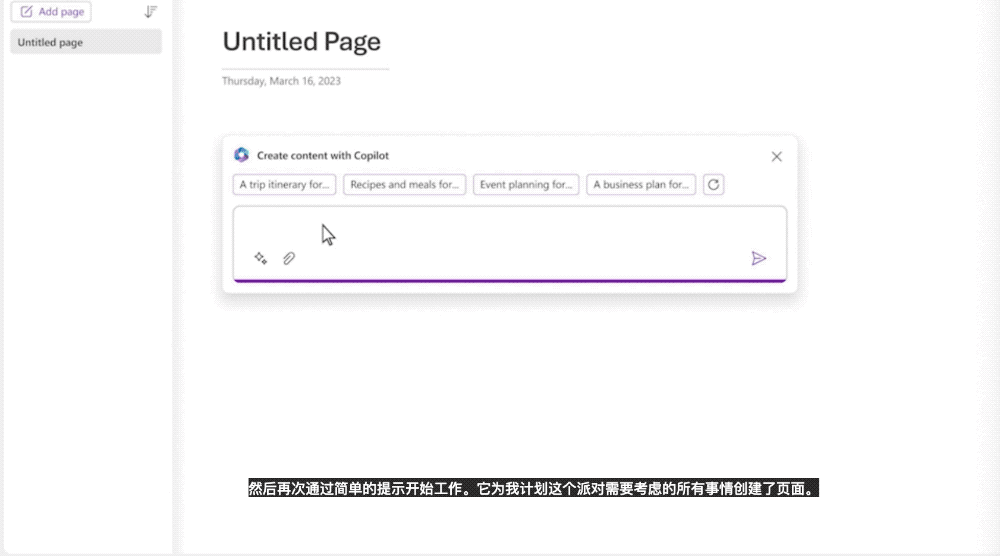 Add page
Untitled page
Untitled Page
Thursday, March 16, 2023
Create content with Copilot
A trip itinerary for...
Recipes and meals for...
Event planning for...
A business plan for...
然后再次通过简单的提示开始工作。它为我计划这个派对需要考虑的所有事情创建了页面。